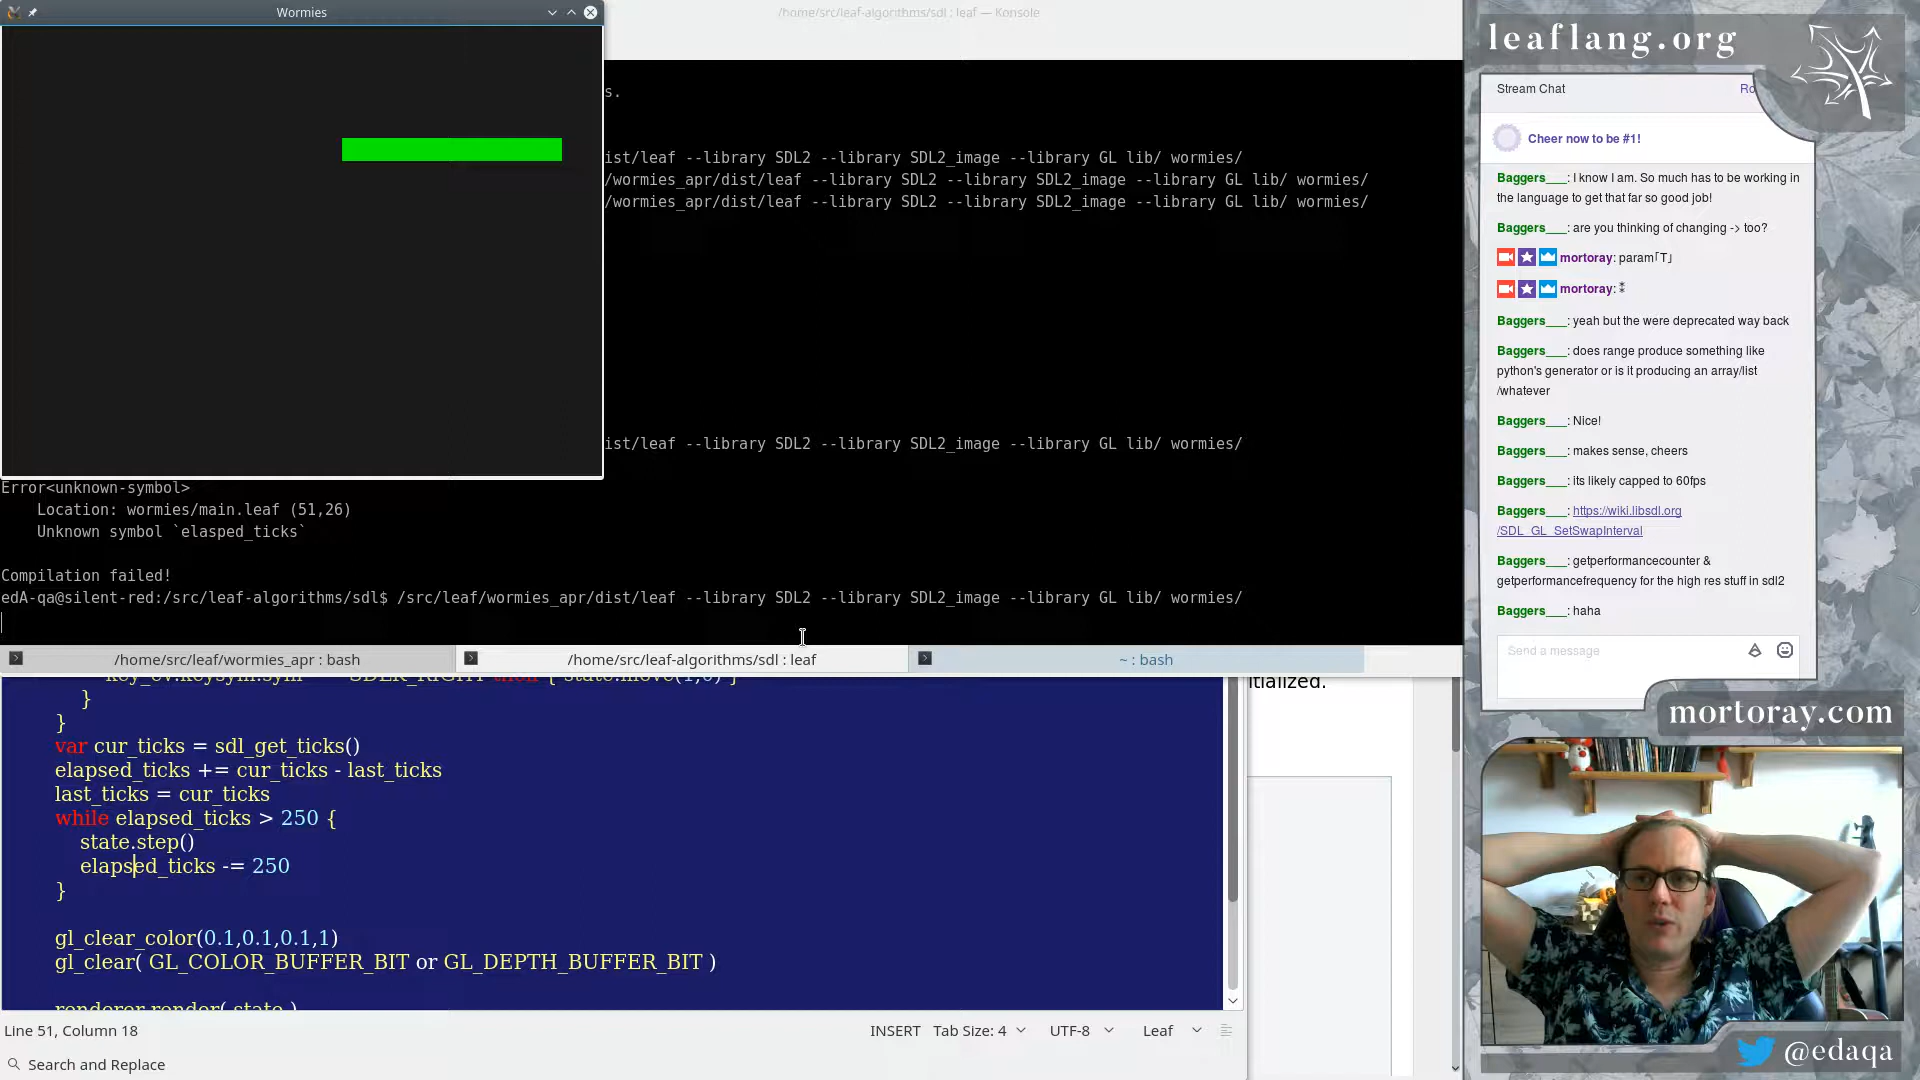 Wormies
/home/src/leaf-algorithms/sdl : leaf — Konsole
s.
ist/leaf --library SDL2 --library SDL2_image --library GL lib/ wormies/
/wormies_apr/dist/leaf --library SDL2 --library SDL2_image --library GL lib/ wormies/
/wormies_apr/dist/leaf --library SDL2 --library SDL2_image --library GL lib/ wormies/
ist/leaf --library SDL2 --library SDL2_image --library GL lib/ wormies/
Error<unknown-symbol>
Location: wormies/main.leaf (51,26)
Unknown symbol `elasped_ticks`
Compilation failed!
edA-qa@silent-red:/src/leaf-algorithms/sdl$ /src/leaf/wormies_apr/dist/leaf --library SDL2 --library SDL2_image --library GL lib/ wormies/
/home/src/leaf/wormies_apr : bash
/home/src/leaf-algorithms/sdl : leaf
~ : bash
}
}
var cur_ticks = sdl_get_ticks()
elapsed_ticks += cur_ticks - last_ticks
last_ticks = cur_ticks
while elapsed_ticks > 250 {
state.step()
elapsed_ticks -= 250
}
gl_clear_color(0.1,0.1,0.1,1)
gl_clear( GL_COLOR_BUFFER_BIT or GL_DEPTH_BUFFER_BIT )
renderer.render( state )
itialized.
Line 51, Column 18
INSERT
Tab Size: 4
UTF-8
Leaf
Search and Replace
leaflang.org
Stream Chat
Ro
Cheer now to be #1!
Baggers___: I know I am. So much has to be working in
the language to get that far so good job!
Baggers___: are you thinking of changing -> too?
mortoray: param「T」
mortoray: ⁑
Baggers___: yeah but the were deprecated way back
Baggers___: does range produce something like
python's generator or is it producing an array/list
/whatever
Baggers___: Nice!
Baggers___: makes sense, cheers
Baggers___: its likely capped to 60fps
Baggers___: https://wiki.libsdl.org
/SDL_GL_SetSwapInterval
Baggers___: getperformancecounter &
getperformancefrequency for the high res stuff in sdl2
Baggers___: haha
Send a message
mortoray.com
@edaqa